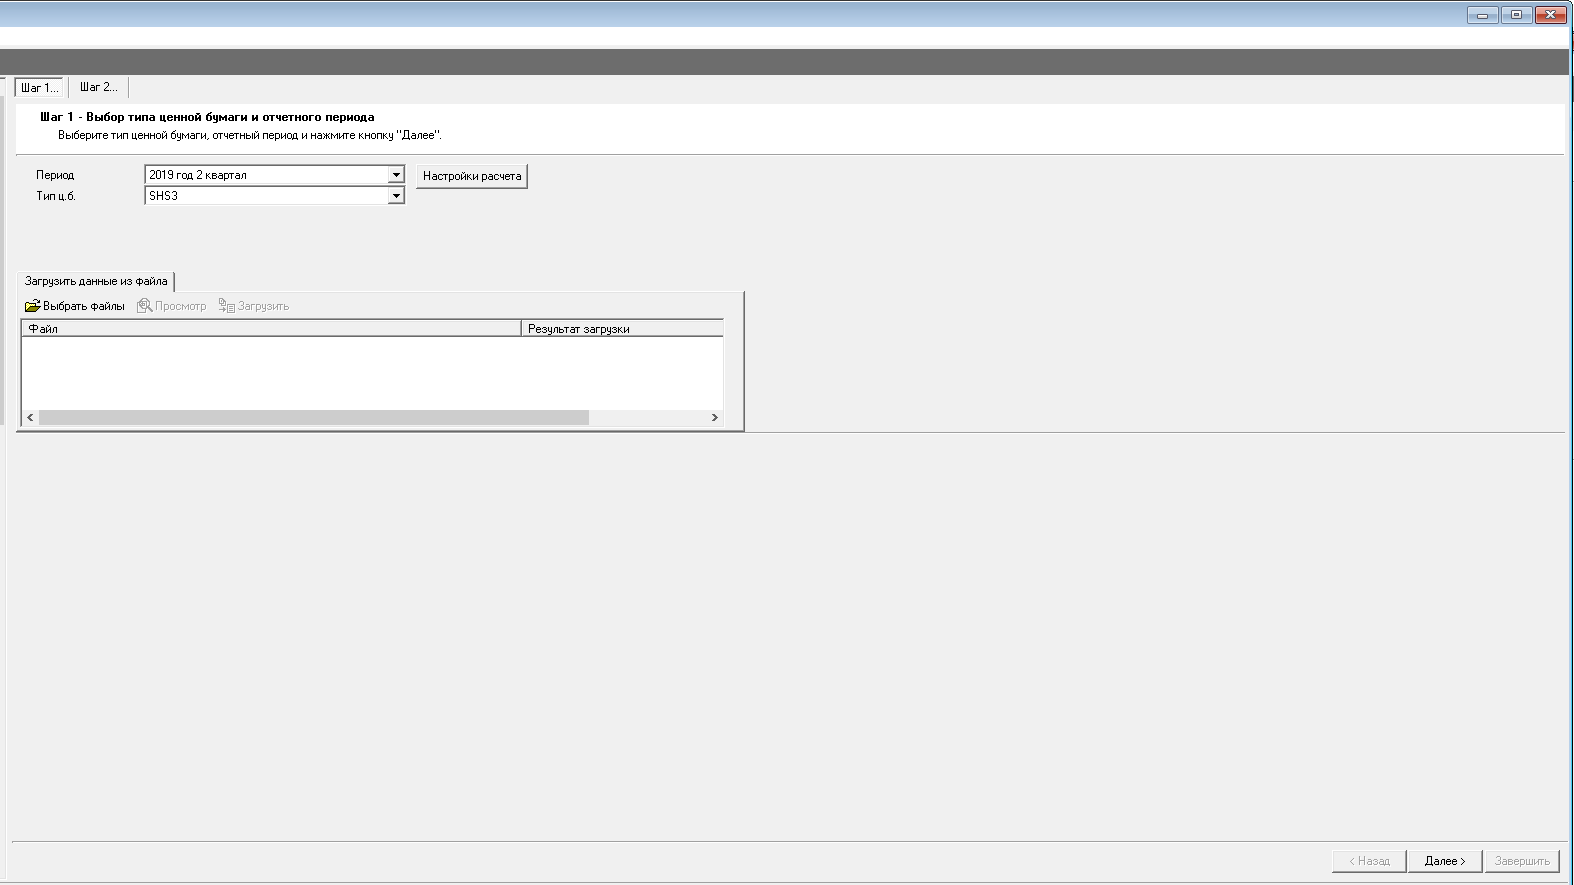 Шаг 1...
Шаг 2...
Шаг 1 - Выбор типа ценной бумаги и отчетного периода
Выберите тип ценной бумаги, отчетный период и нажмите кнопку "Далее".
Период
2019 год 2 квартал
Настройки расчета
Тип ц.б.
SHS3
Загрузить данные из файла
Выбрать файлы
Просмотр
Загрузить
Файл
Результат загрузки
< Назад
Далее >
Завершить